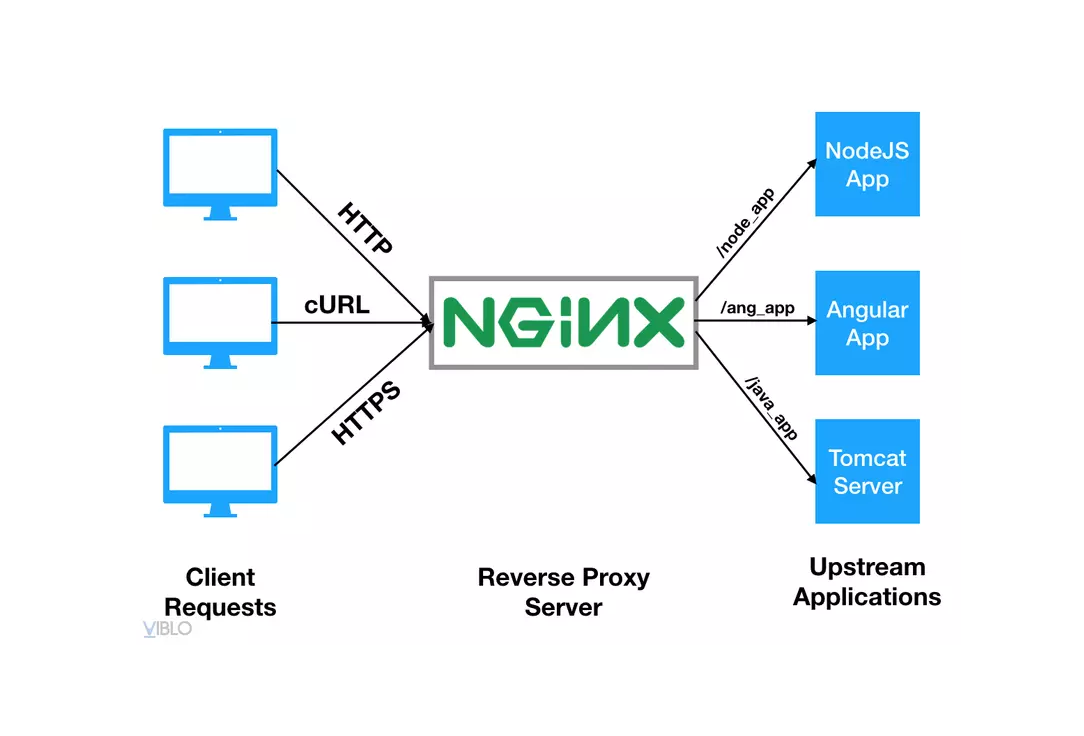 HTTP
cURL
HTTPS
NGINX
/node_app
/ang_app
/java_app
NodeJS
App
Angular
App
Tomcat
Server
Client
Requests
Reverse Proxy
Server
Upstream
Applications
VIBLO